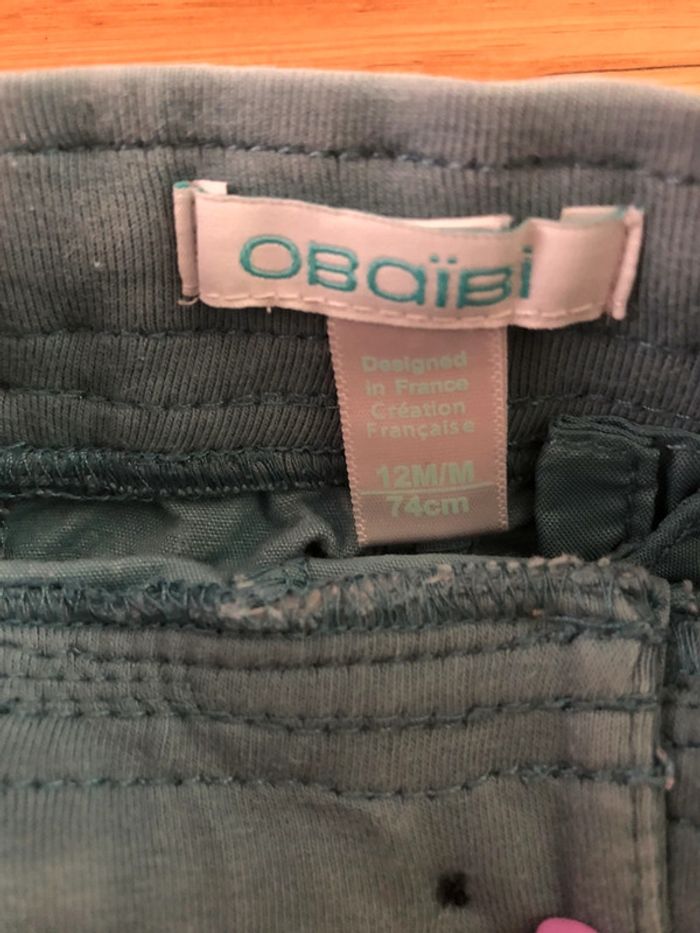 OBaïBi
Designed
in France
Création
Française
12M/M
74cm